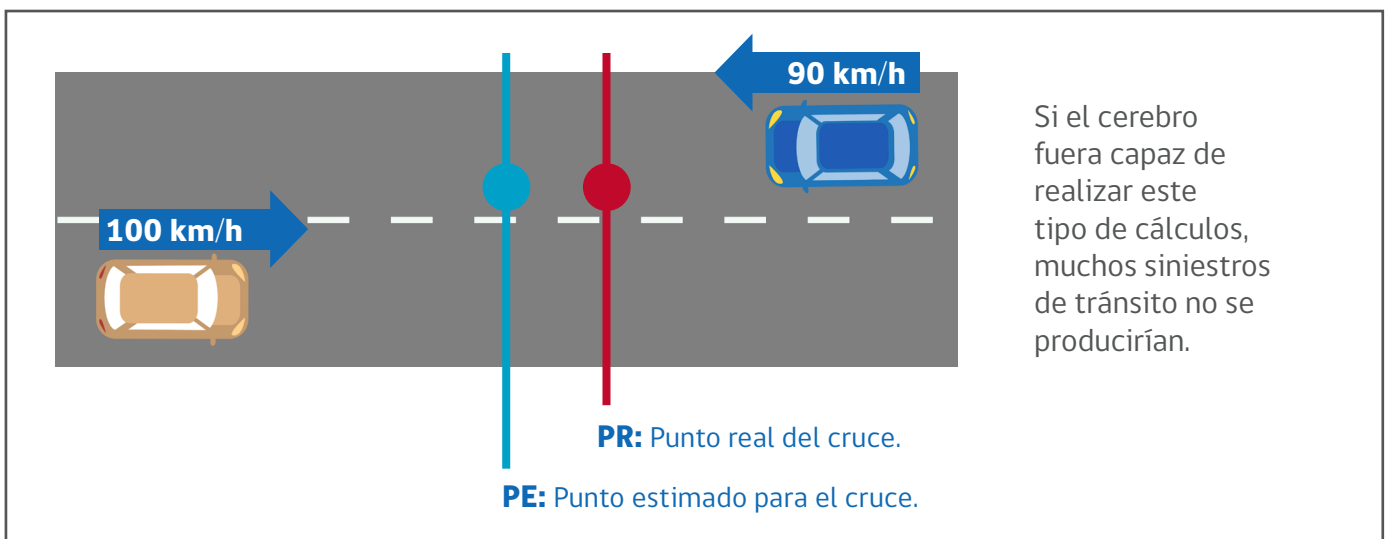 90 km/h
100 km/h
Si el cerebro
fuera capaz de
realizar este
tipo de cálculos,
muchos siniestros
de tránsito no se
producirían.
PR: Punto real del cruce.
PE: Punto estimado para el cruce.